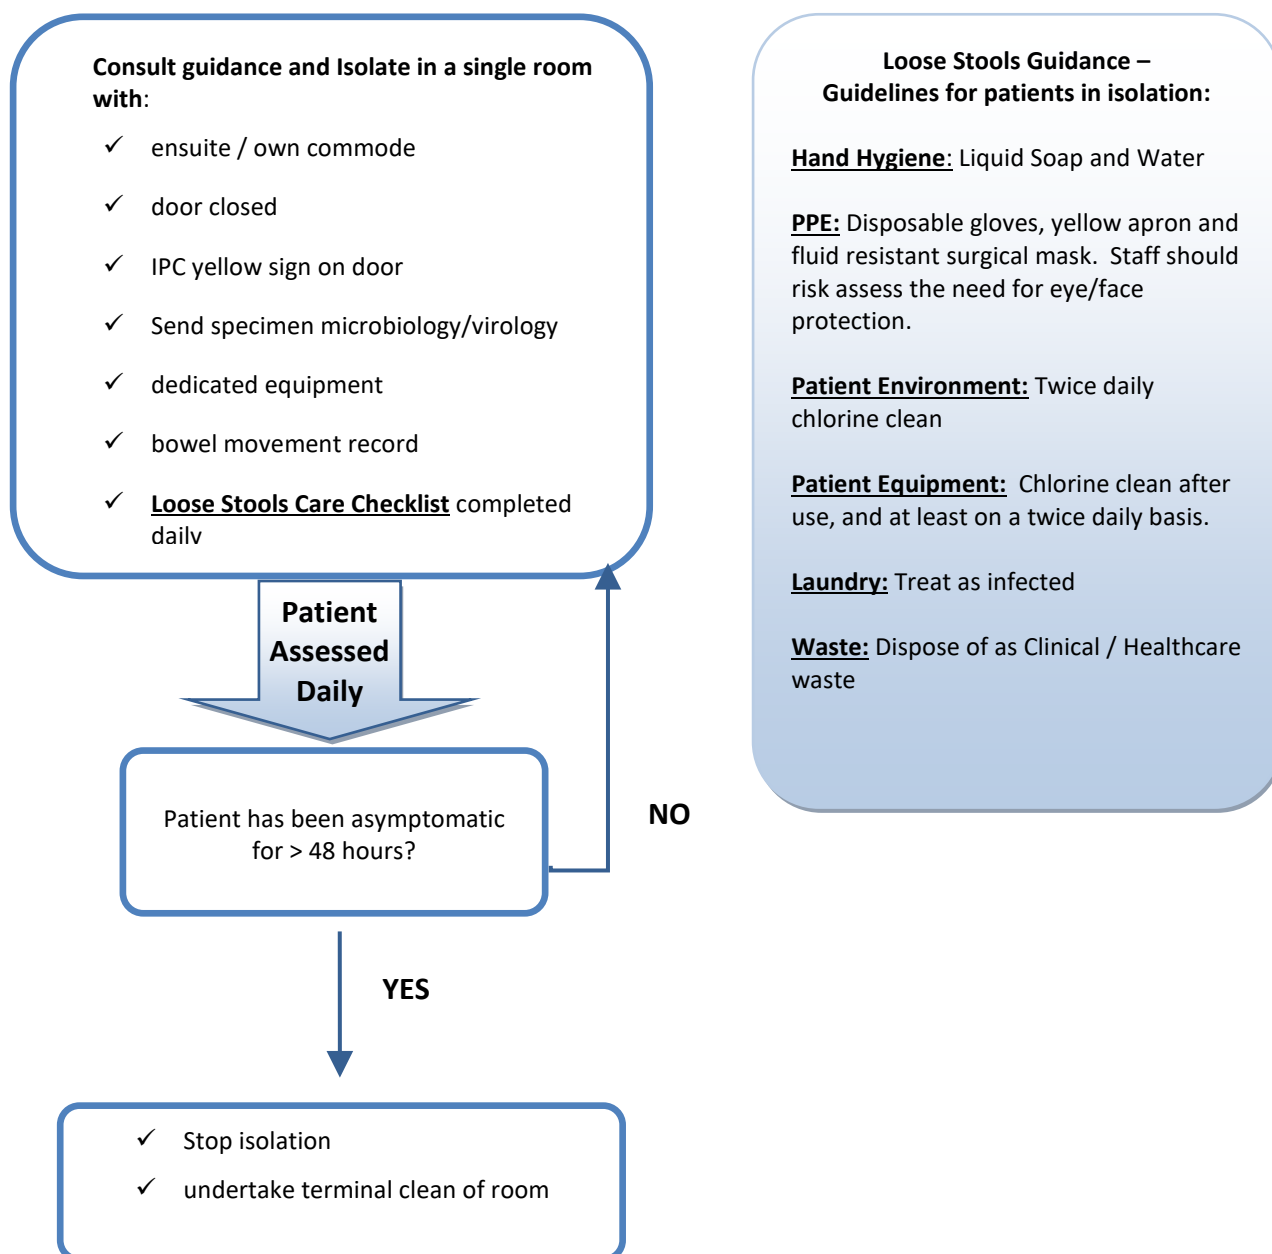 Consult guidance and Isolate in a single room
with:
✓ ensuite / own commode
✓ door closed
✓ IPC yellow sign on door
✓ Send specimen microbiology/virology
✓ dedicated equipment
✓ bowel movement record
✓ Loose Stools Care Checklist completed
daily
Patient
Assessed
Daily
Patient has been asymptomatic
for > 48 hours?
NO
YES
✓ Stop isolation
✓ undertake terminal clean of room
Loose Stools Guidance –
Guidelines for patients in isolation:
Hand Hygiene: Liquid Soap and Water
PPE: Disposable gloves, yellow apron and
fluid resistant surgical mask. Staff should
risk assess the need for eye/face
protection.
Patient Environment: Twice daily
chlorine clean
Patient Equipment: Chlorine clean after
use, and at least on a twice daily basis.
Laundry: Treat as infected
Waste: Dispose of as Clinical / Healthcare
waste